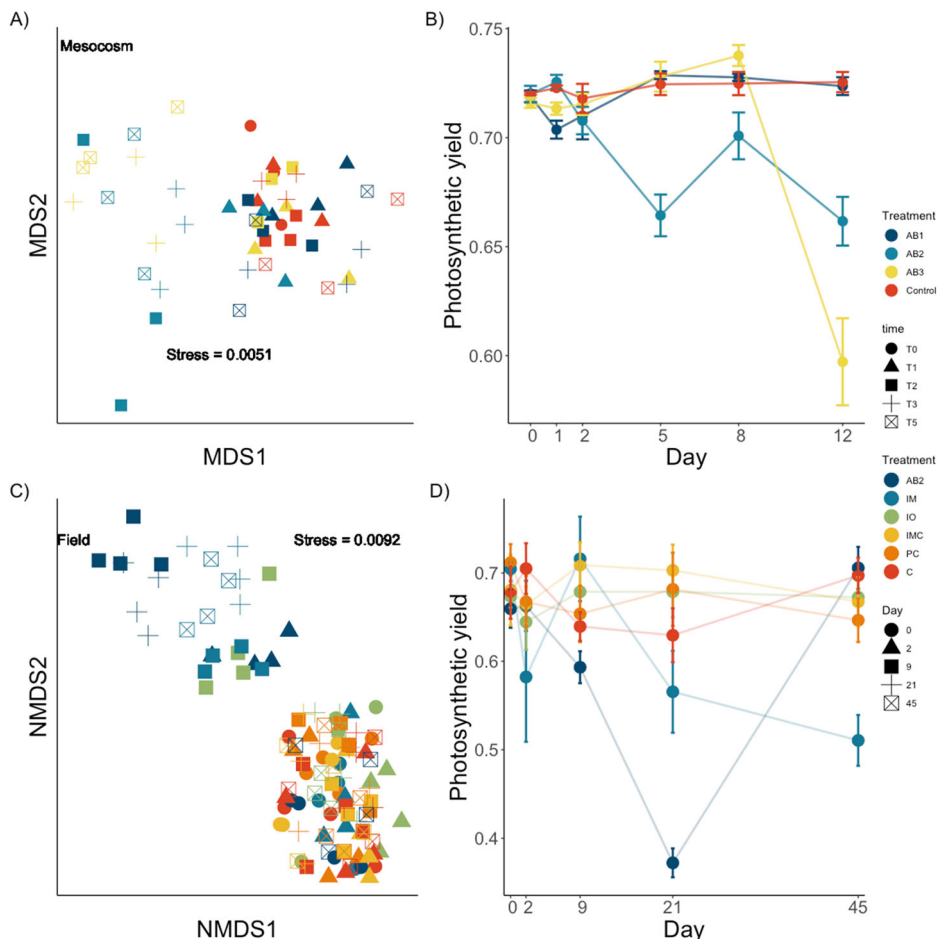 A)
Mesocosm
MDS2
Stress = 0.0051
MDS1
B)
Photosynthetic yield
0.75
0.70
0.65
0.60
0 1 2 5 8 12
Day
Treatment
AB1
AB2
AB3
Control
time
T0
T1
T2
T3
T5
C)
Field
Stress = 0.0092
NMDS2
NMDS1
D)
Photosynthetic yield
0.7
0.6
0.5
0.4
0 2 9 21 45
Day
Treatment
AB2
IM
IO
IMC
PC
C
Day
0
2
9
21
45